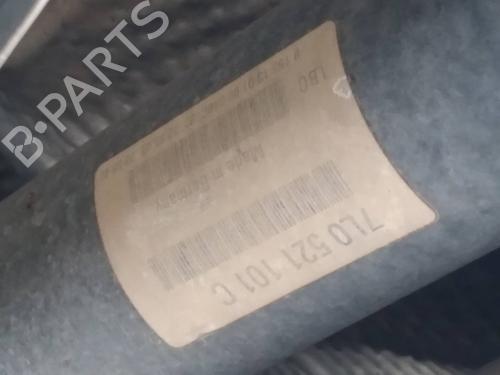 B-PARTS
7L0 521 101 C
Made in Germany
LBO